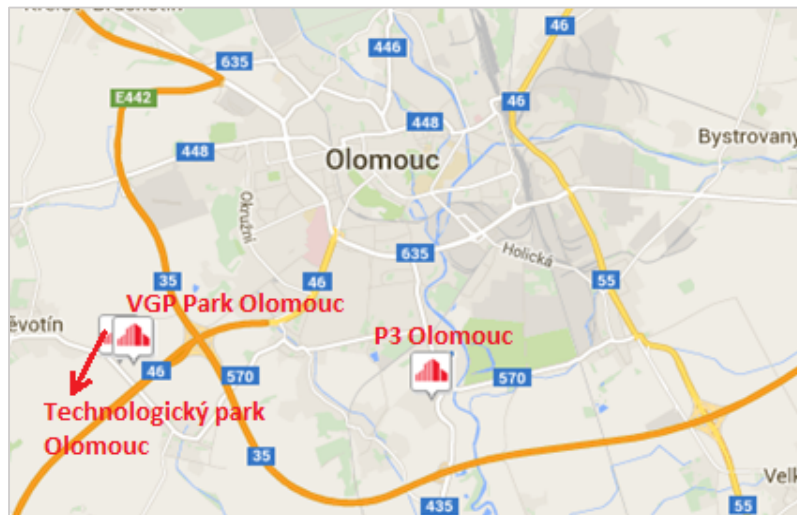 46
446
635
E442
46
448
Bystrovany
448
Olomouc
Okružní
635
Holická
35
46
55
VGP Park Olomouc
ěvotín
P3 Olomouc
46
570
570
Technologický park
Olomouc
35
435
Velk
55